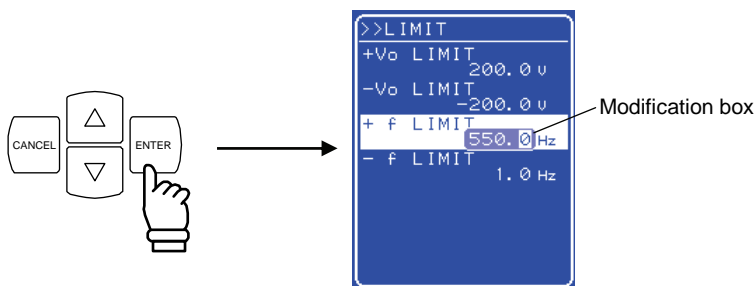 CANCEL
ENTER
>>LIMIT
+Vo LIMIT
200.0 V
-Vo LIMIT
-200.0 V
+ f LIMIT
550.0 Hz
- f LIMIT
1.0 Hz
Modification box